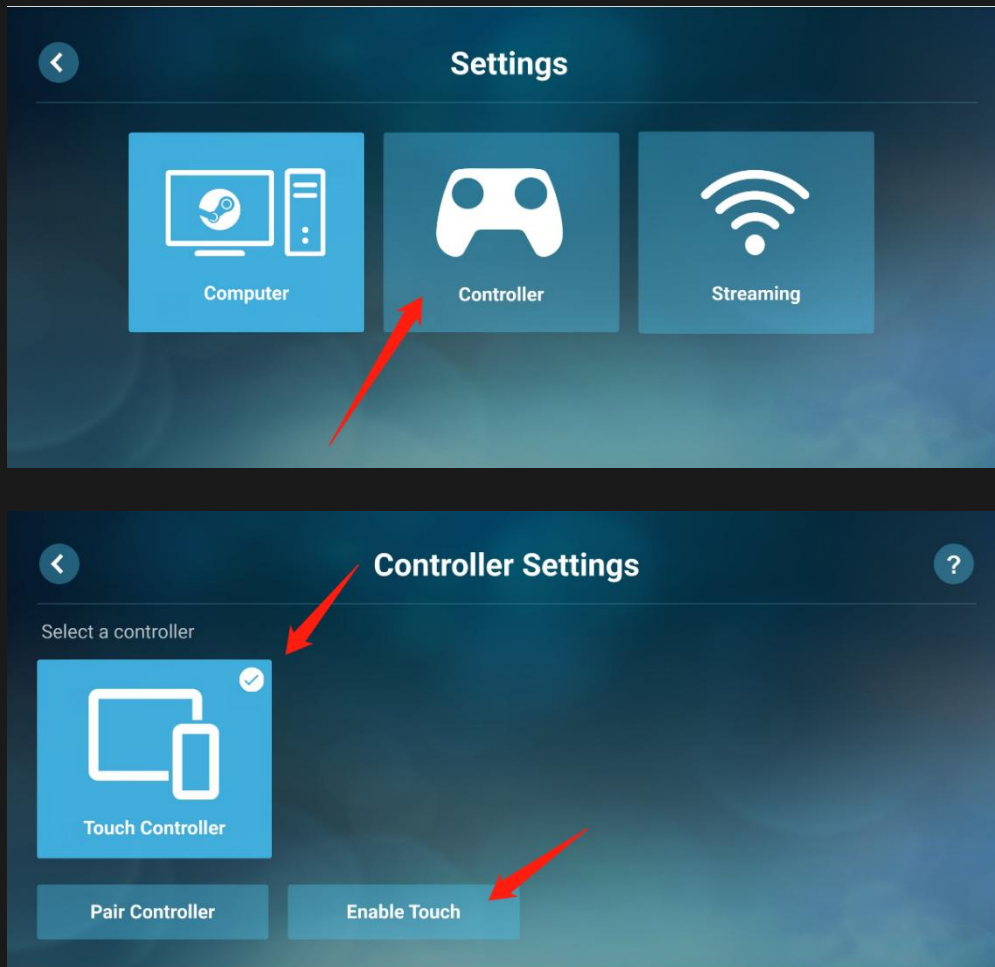 Settings
Computer
Controller
Streaming
Controller Settings
?
Select a controller
Touch Controller
Pair Controller
Enable Touch